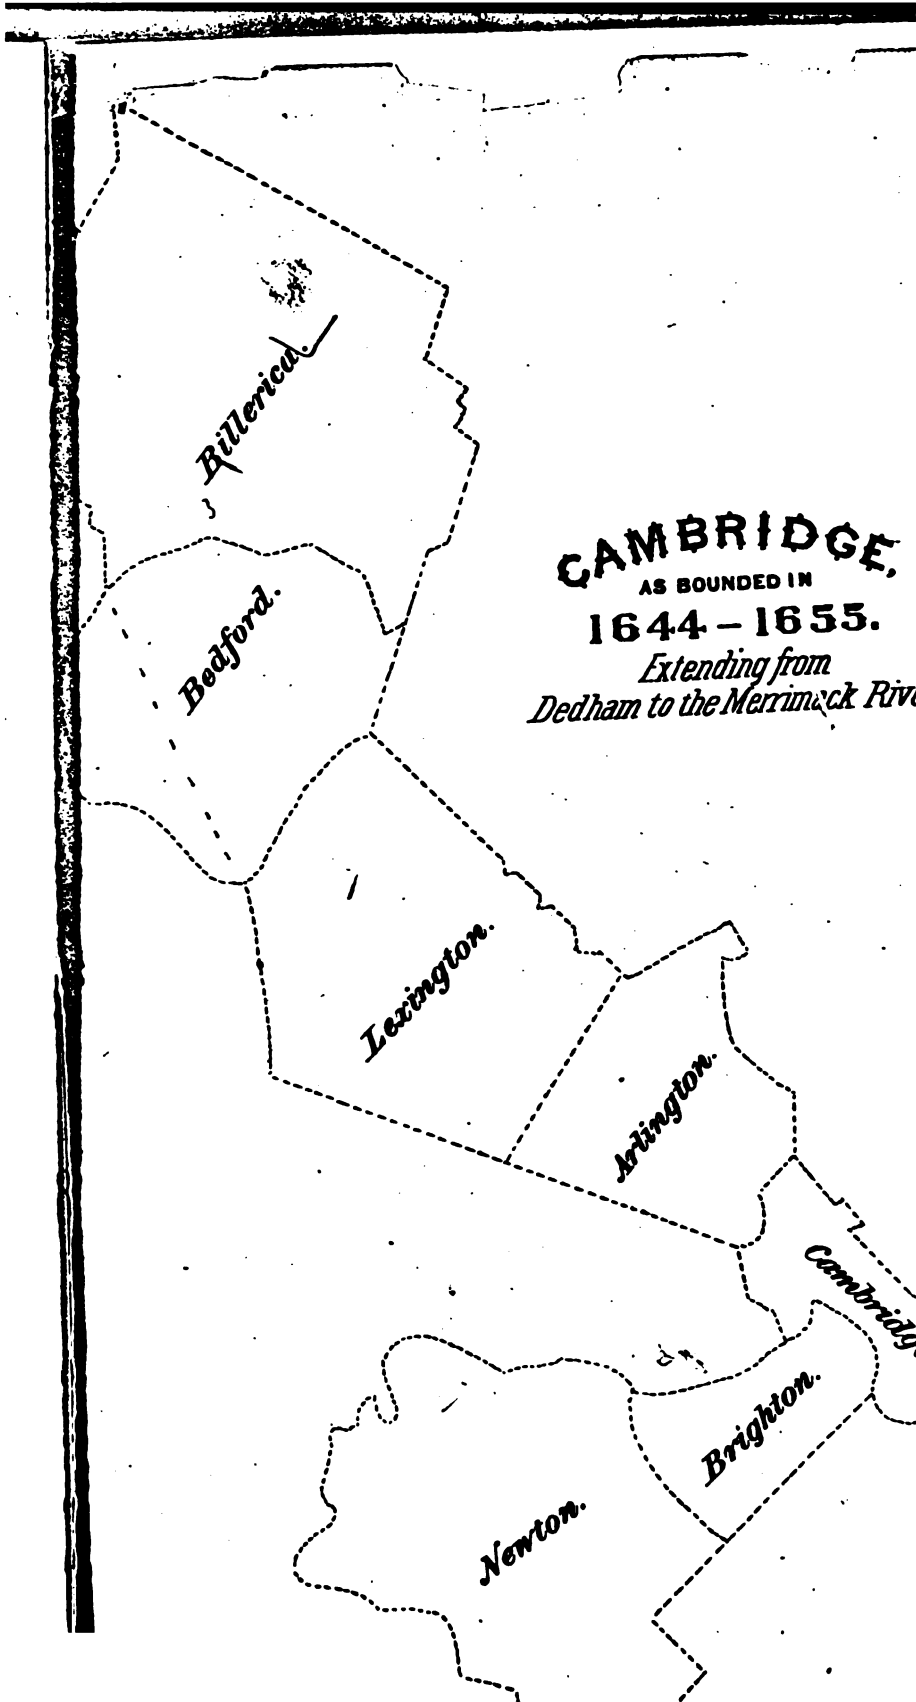 Billerica.
CAMBRIDGE,
AS BOUNDED IN
1644-1655.
Extending from
Dedham to the Merrimack
Bedford.
Lexington.
Arlington.
Brighton.
Newton.